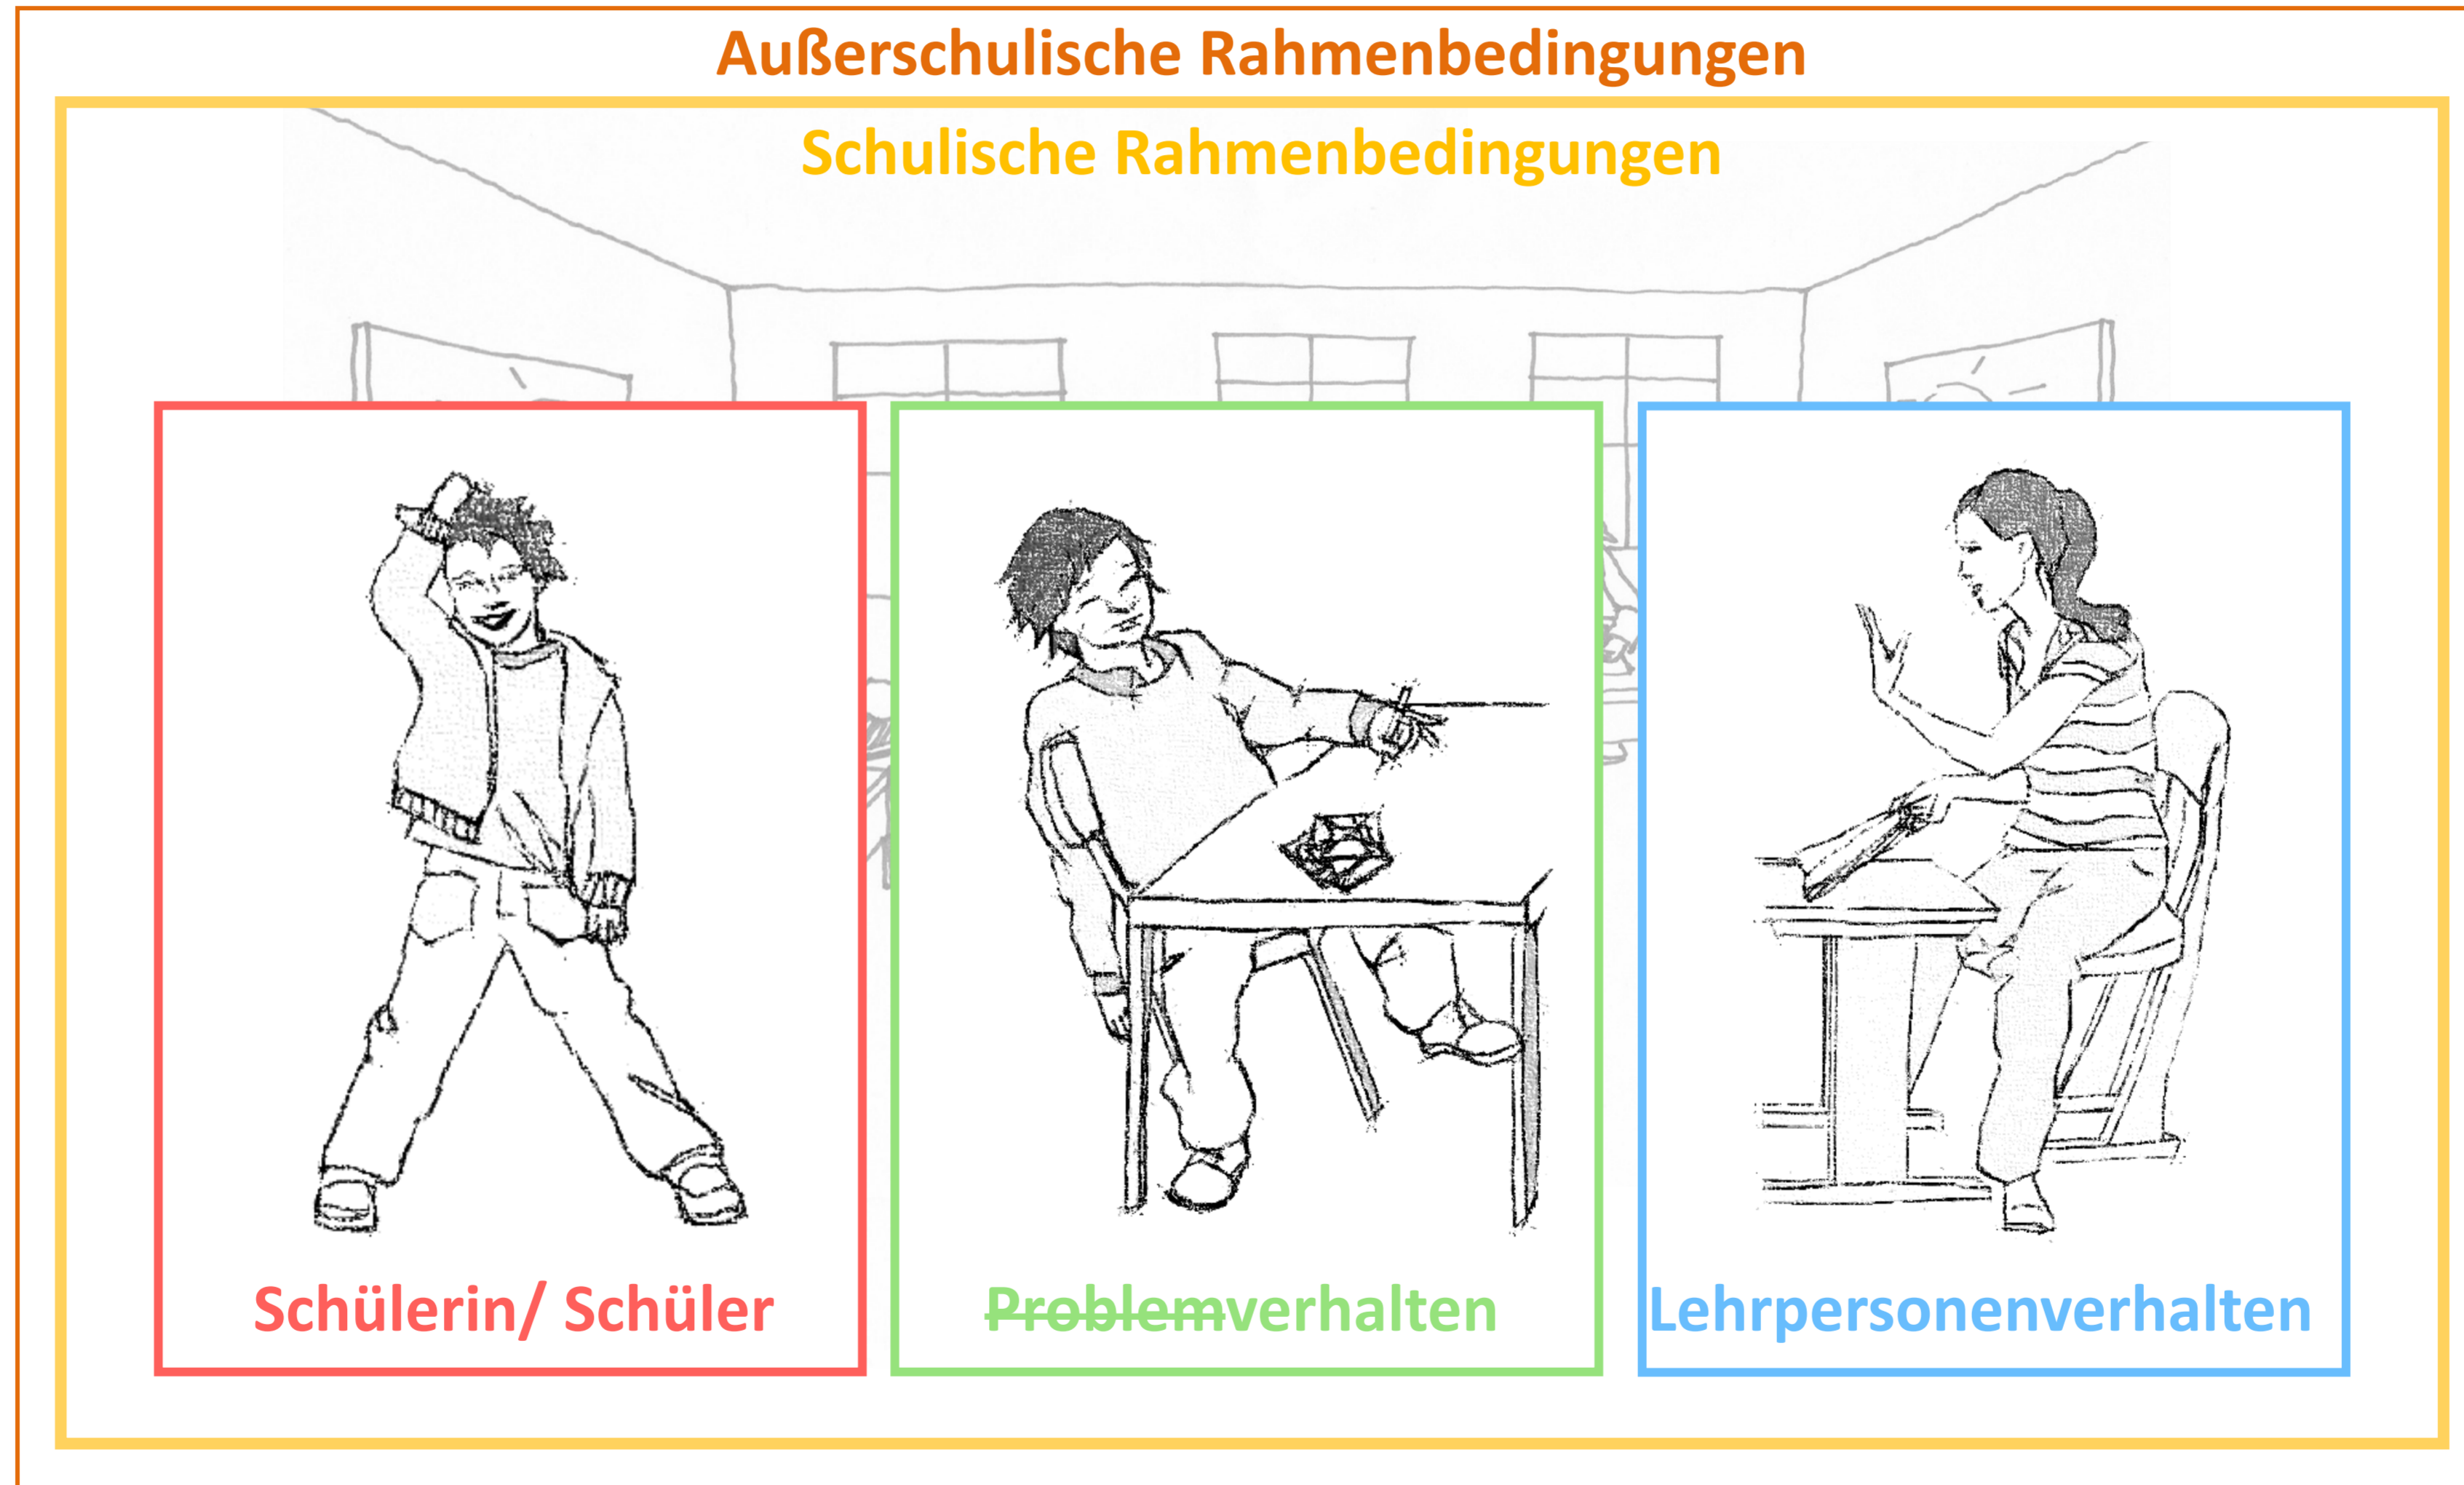 Außerschulische Rahmenbedingungen
Schulische Rahmenbedingungen
Schülerin/ Schüler
Problemverhalten
Lehrpersonenverhalten